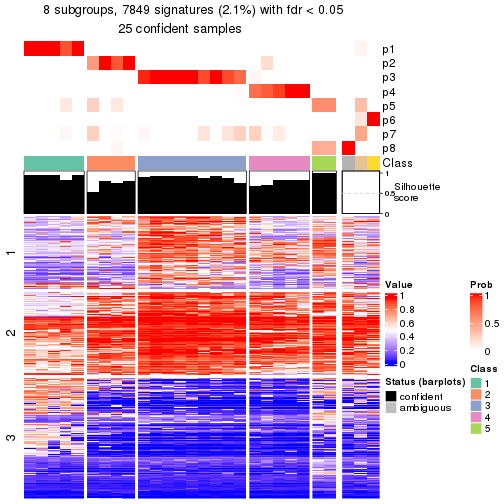 8 subgroups, 7849 signatures (2.1%) with fdr < 0.05
25 confident samples
p1
p2
p3
p4
p5
p6
p7
p8
Class
1
0.5
0
Silhouette
score
1
2
3
Value
1
0.8
0.6
0.4
0.2
0
Prob
1
0.5
0
Status (barplots)
confident
ambiguous
Class
1
2
3
4
5